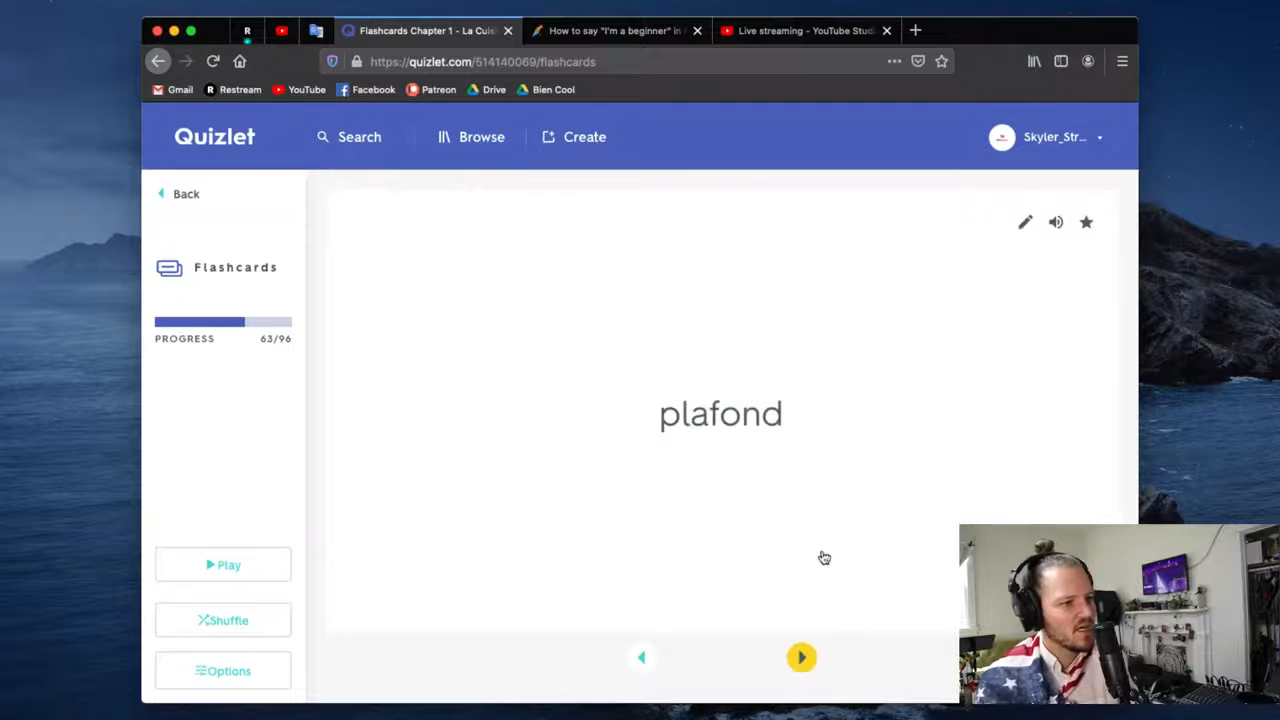 R
Flashcards Chapter 1 - La Cuis
How to say "I'm a beginner" in
Live streaming - YouTube Studi
https://quizlet.com/514140069/flashcards
Gmail
R Restream
YouTube
Facebook
Patreon
Drive
Bien Cool
Quizlet
Search
Browse
Create
Skyler_Str...
Back
Flashcards
PROGRESS 63/96
plafond
Play
Shuffle
Options